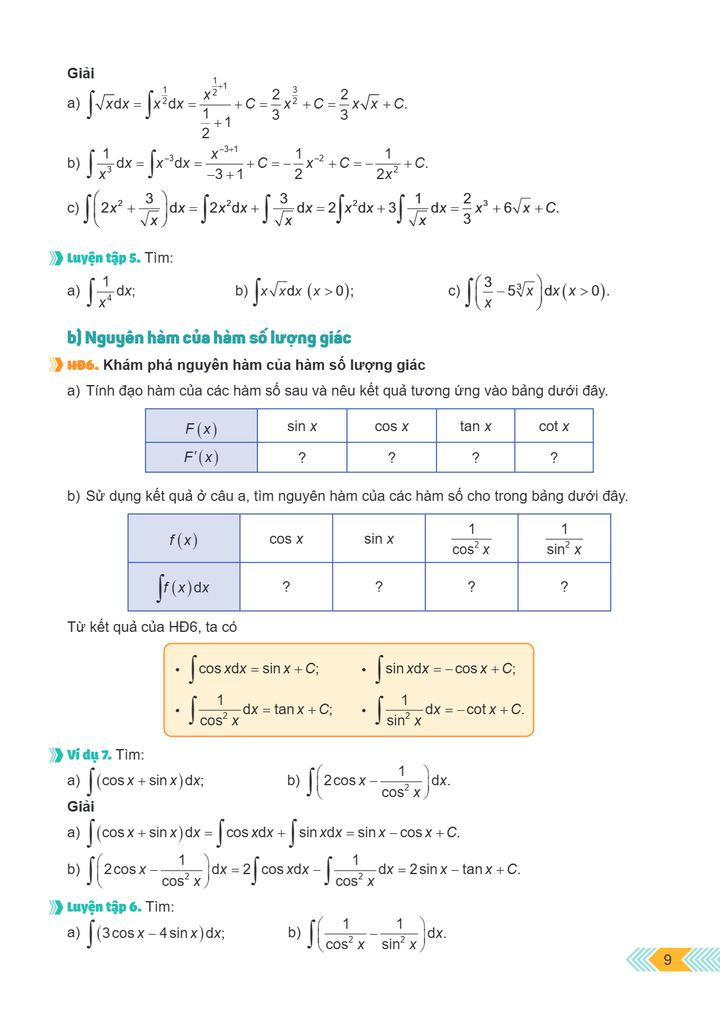 Giải
a) ∫√x dx = ∫x^(1/2) dx = x^(1/2+1)/(1/2+1) + C = 2/3 x^(3/2) + C = 2/3 x√x + C.
b) ∫1/x³ dx = ∫x⁻³dx = x^(−3+1)/(−3+1) + C = −1/2 x⁻² + C = −1/(2x²) + C.
c) ∫(2x² + 3/√x)dx = ∫2x²dx + ∫3/√x dx = 2∫x²dx + 3∫1/√x dx = 2/3 x³ + 6√x + C.
Luyện tập 5. Tìm:
a) ∫1/x⁴ dx; b) ∫x√x dx (x > 0); c) ∫(3/x − 5∛x)dx (x > 0).
b) Nguyên hàm của hàm số lượng giác
HĐ6. Khám phá nguyên hàm của hàm số lượng giác
a) Tính đạo hàm của các hàm số sau và nêu kết quả tương ứng vào bảng dưới đây.
F(x) sin x cos x tan x cot x
F′(x) ? ? ? ?
b) Sử dụng kết quả ở câu a, tìm nguyên hàm của các hàm số cho trong bảng dưới đây.
f(x) cos x sin x 1/cos² x 1/sin² x
∫f(x)dx ? ? ? ?
Từ kết quả của HĐ6, ta có
• ∫cos xdx = sin x + C; • ∫sin xdx = −cos x + C;
• ∫1/cos² x dx = tan x + C; • ∫1/sin² x dx = −cot x + C.
Ví dụ 7. Tìm:
a) ∫(cos x + sin x)dx; b) ∫(2cos x − 1/cos² x)dx.
Giải
a) ∫(cos x + sin x)dx = ∫cos xdx + ∫sin xdx = sin x − cos x + C.
b) ∫(2cos x − 1/cos² x)dx = 2∫cos xdx − ∫1/cos² x dx = 2sin x − tan x + C.
Luyện tập 6. Tìm:
a) ∫(3cos x − 4sin x)dx; b) ∫(1/cos² x − 1/sin² x)dx.
9